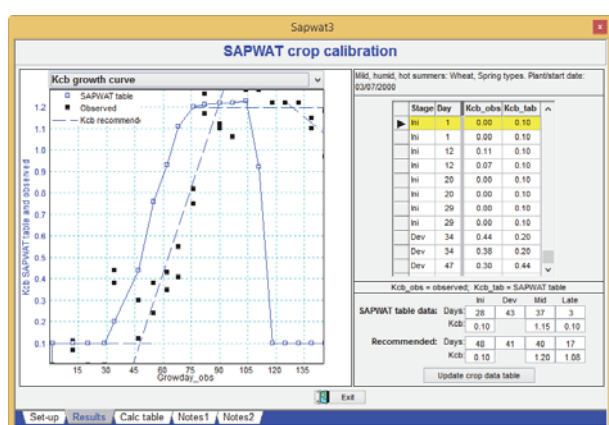 Sapwat3
x
SAPWAT crop calibration
Kcb growth curve
SAPWAT table
Observed
Kcb recommende
Kcb SAPWAT table and observed
1.2
1.1
1.0
0.9
0.8
0.7
0.6
0.5
0.4
0.3
0.2
0.1
15 30 45 60 75 90 105 120 135
Growday_obs
Mild, humid, hot summers: Wheat, Spring types. Plant/start date:
03/07/2000
Stage Day Kcb_obs Kcb_tab
Ini 1 0.00 0.10
Ini 1 0.00 0.10
Ini 12 0.11 0.10
Ini 12 0.07 0.10
Ini 20 0.00 0.10
Ini 20 0.00 0.10
Ini 29 0.00 0.10
Ini 29 0.00 0.10
Dev 34 0.44 0.20
Dev 34 0.38 0.20
Dev 47 0.30 0.44
Kcb_obs = observed; Kcb_tab = SAPWAT table
Ini Dev Mid Late
SAPWAT table data: Days: 28 43 37 3
Kcb: 0.10 1.15 0.10
Recommended: Days: 48 41 40 17
Kcb: 0.10 1.20 1.08
Update crop data table
Exit
Set-up Results Calc table Notes1 Notes2